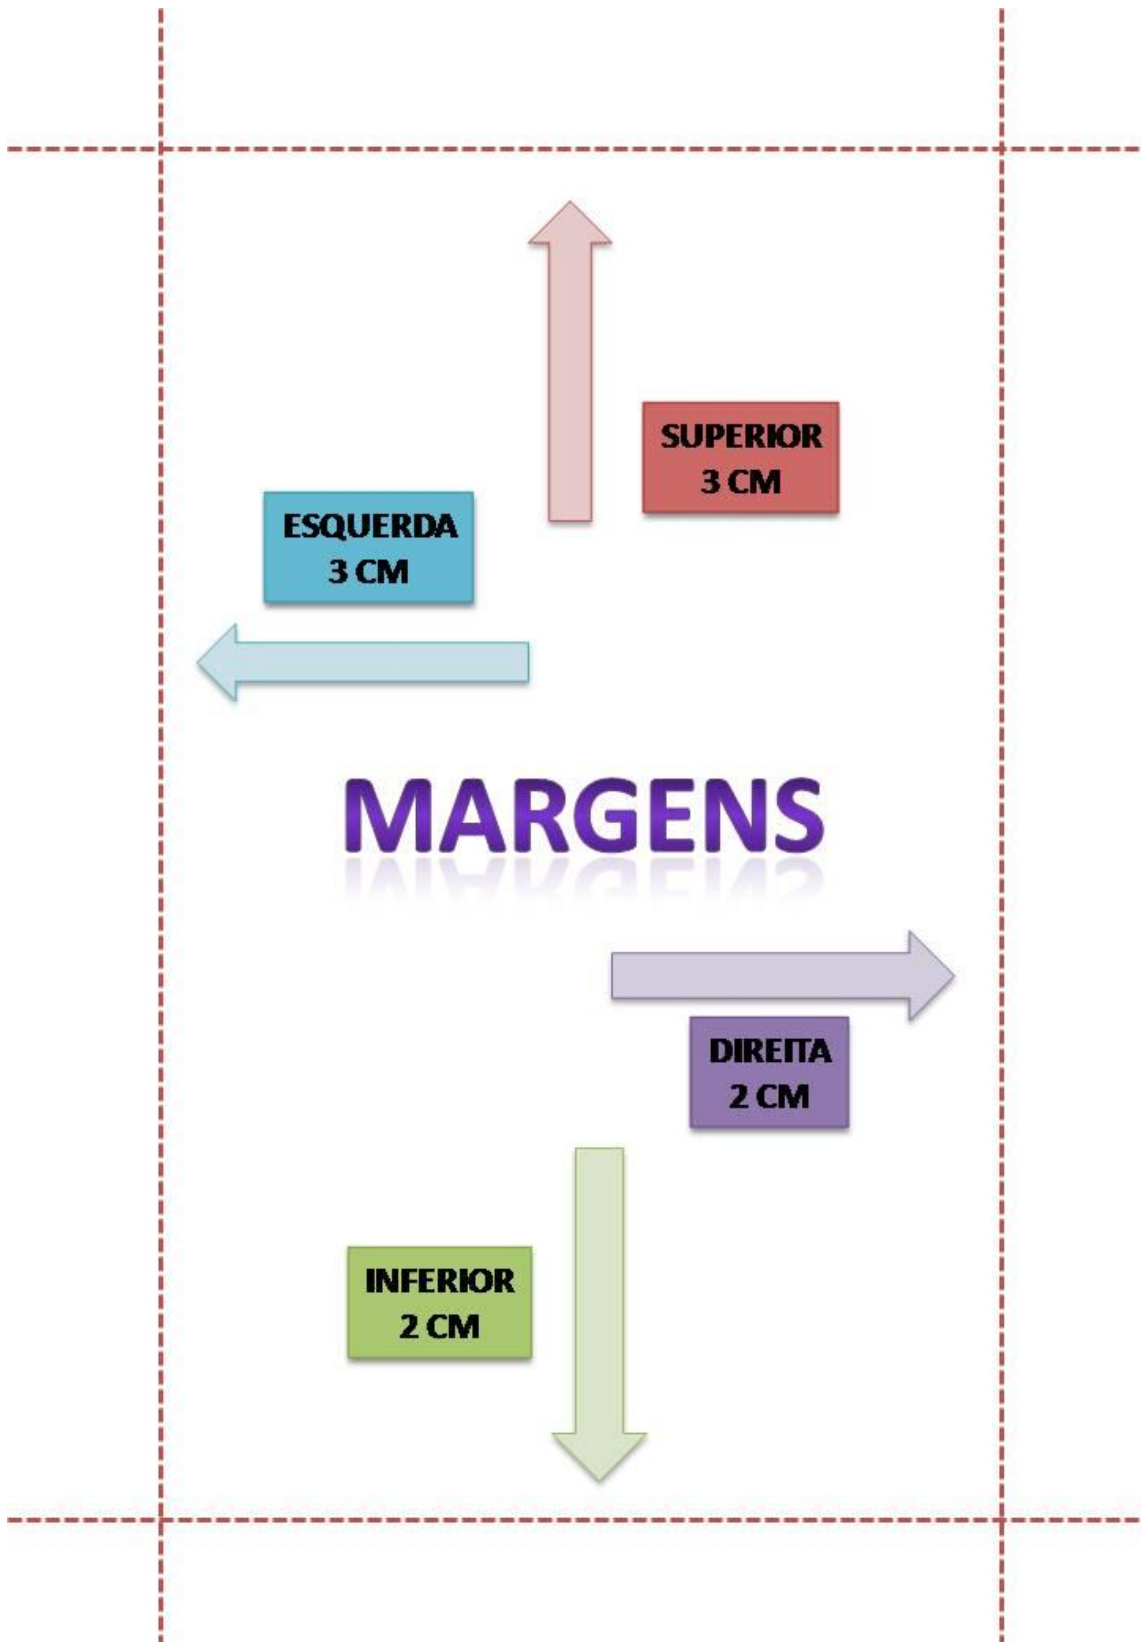 SUPERIOR
3 CM
ESQUERDA
3 CM
MARGENS
DIREITA
2 CM
INFERIOR
2 CM